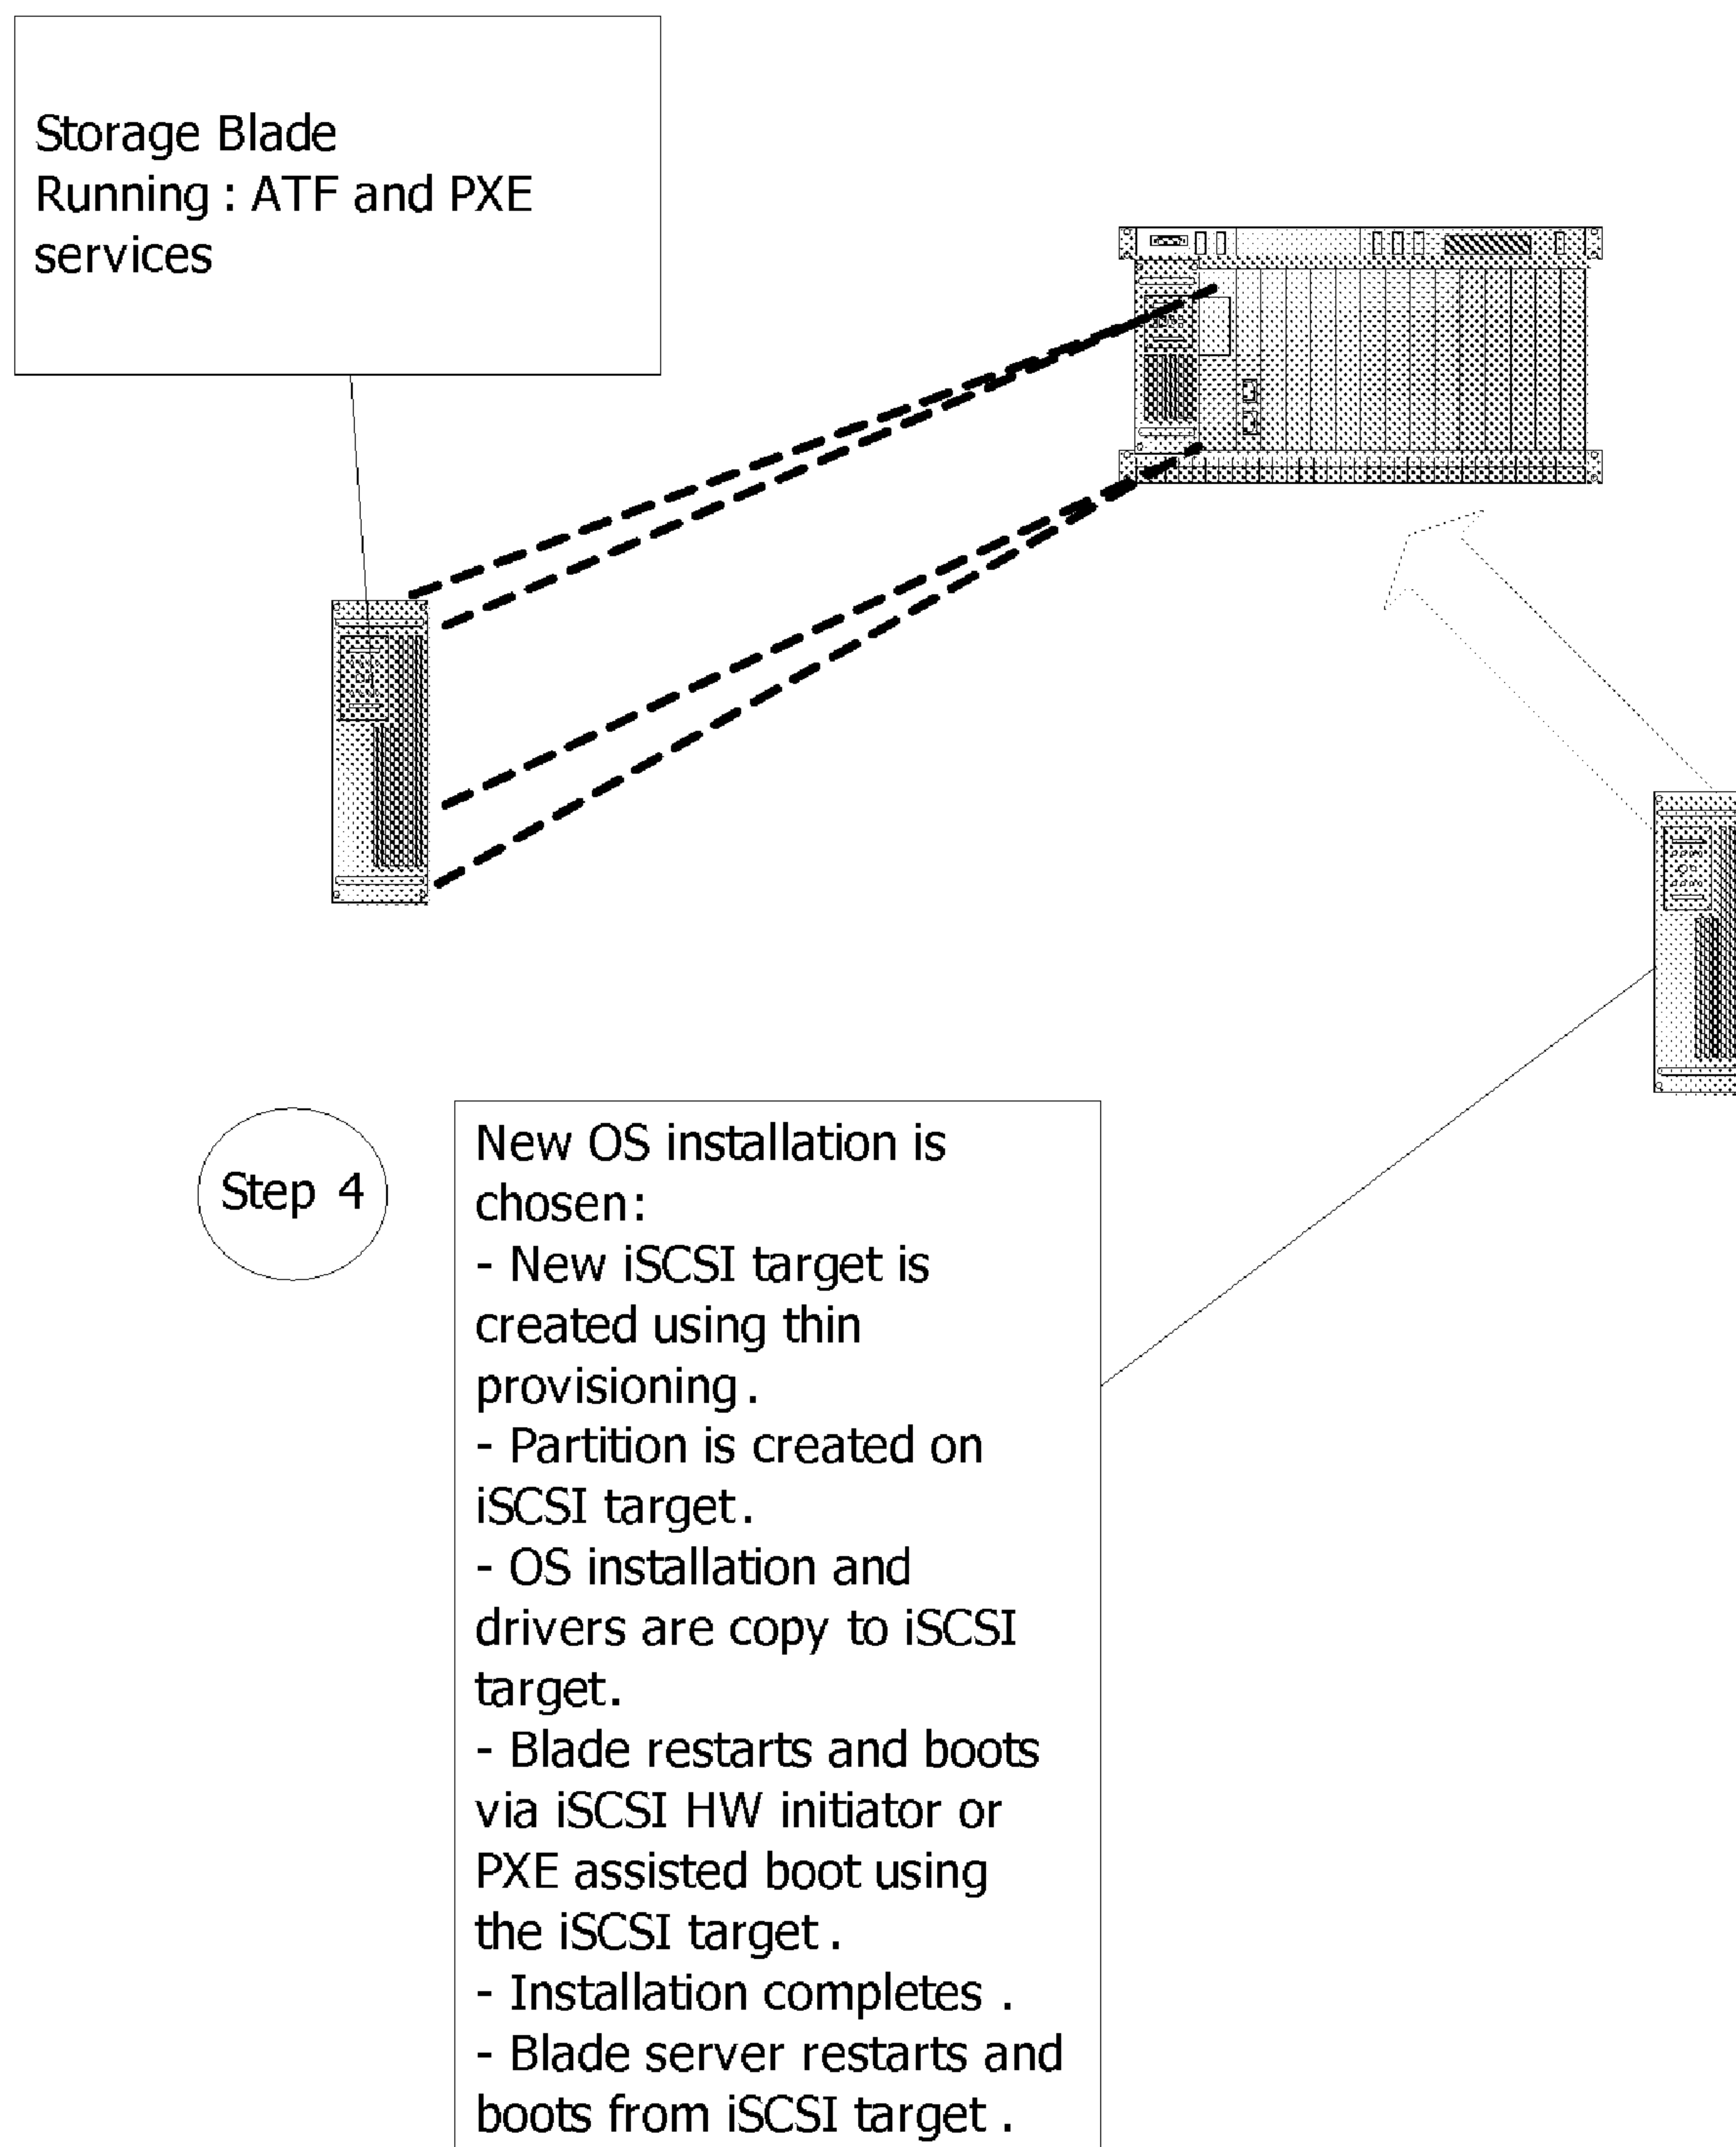 Storage Blade
Running : ATF and PXE
services
Step 4
New OS installation is
chosen:
- New iSCSI target is
created using thin
provisioning .
- Partition is created on
iSCSI target.
- OS installation and
drivers are copy to iSCSI
target.
- Blade restarts and boots
via iSCSI HW initiator or
PXE assisted boot using
the iSCSI target .
- Installation completes .
- Blade server restarts and
boots from iSCSI target .